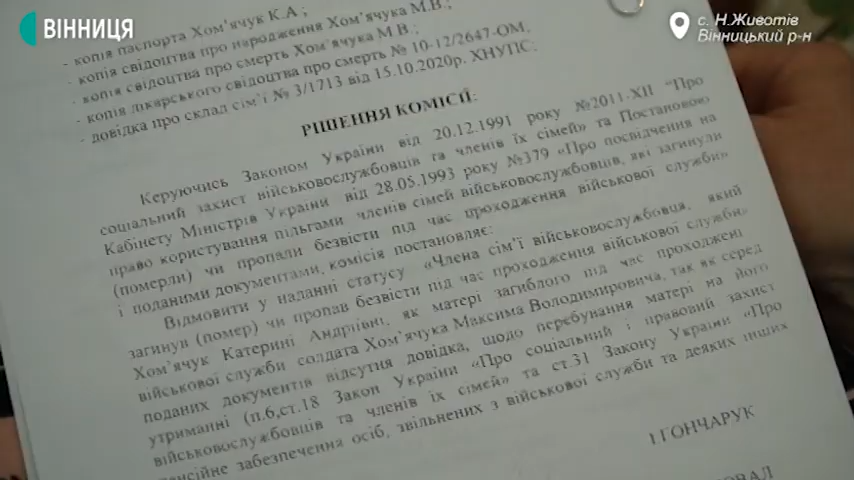 ВІННИЦЯ
с. Н.Животів
Вінницький р-н
- копія паспорта Хом’ячук К.А ;
- копія свідоцтва про народження Хом’ячука М.В.;
- копія свідоцтва про смерть Хом’ячука М В ;
- копія лікарського свідоцтва про смерть № 10-12/2647-ОМ,
- довідка про склад сім’ї № 3/1713 від 15.10.2020р. ХНУПС;
РІШЕННЯ КОМІСІЇ:
Керуючись Законом України від 20.12.1991 року №2011-ХІІ “Про
соціальний захист військовослужбовців та членів їх сімей» та Постановою
Кабінету Міністрів України від 28.05.1993 року №379 «Про посвідчення на
право користування пільгами членів сімей військовослужбовців, які загинули
(померли) чи пропали безвісти під час проходження військової служби»
і поданими документами, комісія постановляє:
Відмовити у наданні статусу «Члена сім’ї військовослужбовця, який
загинув (помер) чи пропав безвісти під час проходження військової служби»
Хом’ячук Катерині Андріївні, як матері загиблого під час проходжені
військової служби солдата Хом’ячука Максима Володимировича, так як серед
поданих документів відсутня довідка, щодо перебування матері на його
утриманні (п.6,ст.18 Закон України «Про соціальний і правовий захист
військовослужбовців та членів їх сімей» та ст.31 Закону України “Про
пенсійне забезпечення осіб, звільнених з військової служби та деяких інших
І ГОНЧАРУК